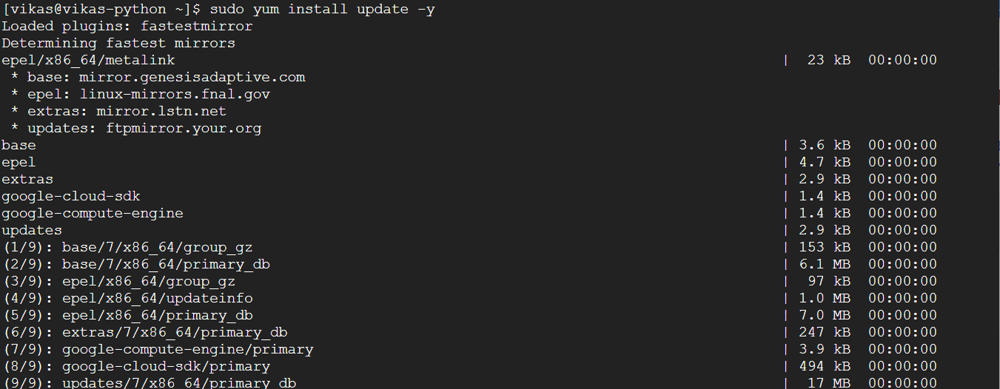 [vikas@vikas-python ~]$ sudo yum install update -y
Loaded plugins: fastestmirror
Determining fastest mirrors
epel/x86_64/metalink | 23 kB 00:00:00
* base: mirror.genesisadaptive.com
* epel: linux-mirrors.fnal.gov
* extras: mirror.lstn.net
* updates: ftpmirror.your.org
base | 3.6 kB 00:00:00
epel | 4.7 kB 00:00:00
extras | 2.9 kB 00:00:00
google-cloud-sdk | 1.4 kB 00:00:00
google-compute-engine | 1.4 kB 00:00:00
updates | 2.9 kB 00:00:00
(1/9): base/7/x86_64/group_gz | 153 kB 00:00:00
(2/9): base/7/x86_64/primary_db | 6.1 MB 00:00:00
(3/9): epel/x86_64/group_gz | 97 kB 00:00:00
(4/9): epel/x86_64/updateinfo | 1.0 MB 00:00:00
(5/9): epel/x86_64/primary_db | 7.0 MB 00:00:00
(6/9): extras/7/x86_64/primary_db | 247 kB 00:00:00
(7/9): google-compute-engine/primary | 3.9 kB 00:00:00
(8/9): google-cloud-sdk/primary | 494 kB 00:00:00
(9/9): updates/7/x86_64/primary_db | 17 MB 00:00:00